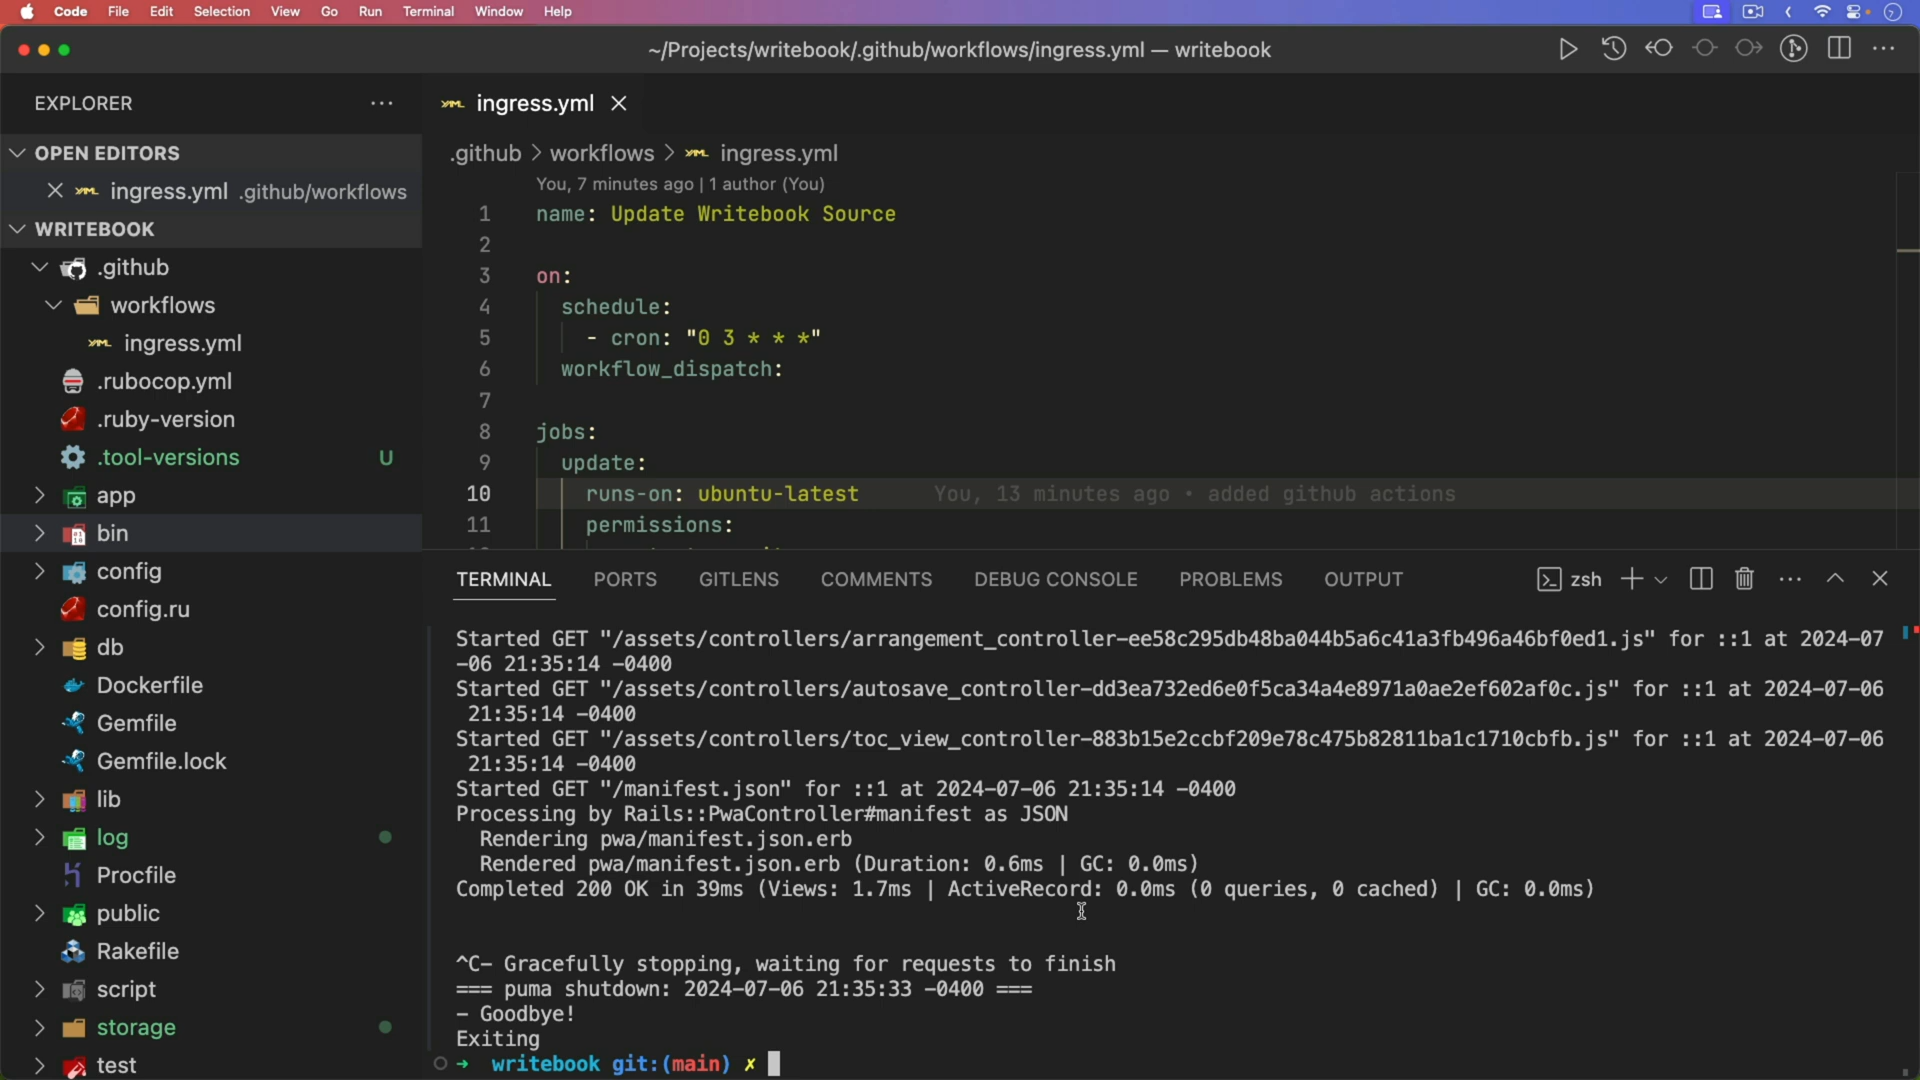 Code File Edit Selection View Go Run Terminal Window Help
~/Projects/writebook/.github/workflows/ingress.yml — writebook
EXPLORER
OPEN EDITORS
ingress.yml .github/workflows
WRITEBOOK
.github
workflows
ingress.yml
.rubocop.yml
.ruby-version
.tool-versions U
app
bin
config
config.ru
db
Dockerfile
Gemfile
Gemfile.lock
lib
log
Procfile
public
Rakefile
script
storage
test
ingress.yml
.github > workflows > ingress.yml
You, 7 minutes ago | 1 author (You)
1 name: Update Writebook Source
2
3 on:
4 schedule:
5 - cron: "0 3 * * *"
6 workflow_dispatch:
7
8 jobs:
9 update:
10 runs-on: ubuntu-latest You, 13 minutes ago • added github actions
11 permissions:
TERMINAL PORTS GITLENS COMMENTS DEBUG CONSOLE PROBLEMS OUTPUT zsh
Started GET "/assets/controllers/arrangement_controller-ee58c295db48ba044b5a6c41a3fb496a46bf0ed1.js" for ::1 at 2024-07
-06 21:35:14 -0400
Started GET "/assets/controllers/autosave_controller-dd3ea732ed6e0f5ca34a4e8971a0ae2ef602af0c.js" for ::1 at 2024-07-06
21:35:14 -0400
Started GET "/assets/controllers/toc_view_controller-883b15e2ccbf209e78c475b82811ba1c1710cbfb.js" for ::1 at 2024-07-06
21:35:14 -0400
Started GET "/manifest.json" for ::1 at 2024-07-06 21:35:14 -0400
Processing by Rails::PwaController#manifest as JSON
Rendering pwa/manifest.json.erb
Rendered pwa/manifest.json.erb (Duration: 0.6ms | GC: 0.0ms)
Completed 200 OK in 39ms (Views: 1.7ms | ActiveRecord: 0.0ms (0 queries, 0 cached) | GC: 0.0ms)
^C- Gracefully stopping, waiting for requests to finish
=== puma shutdown: 2024-07-06 21:35:33 -0400 ===
- Goodbye!
Exiting
➜ writebook git:(main) ✗